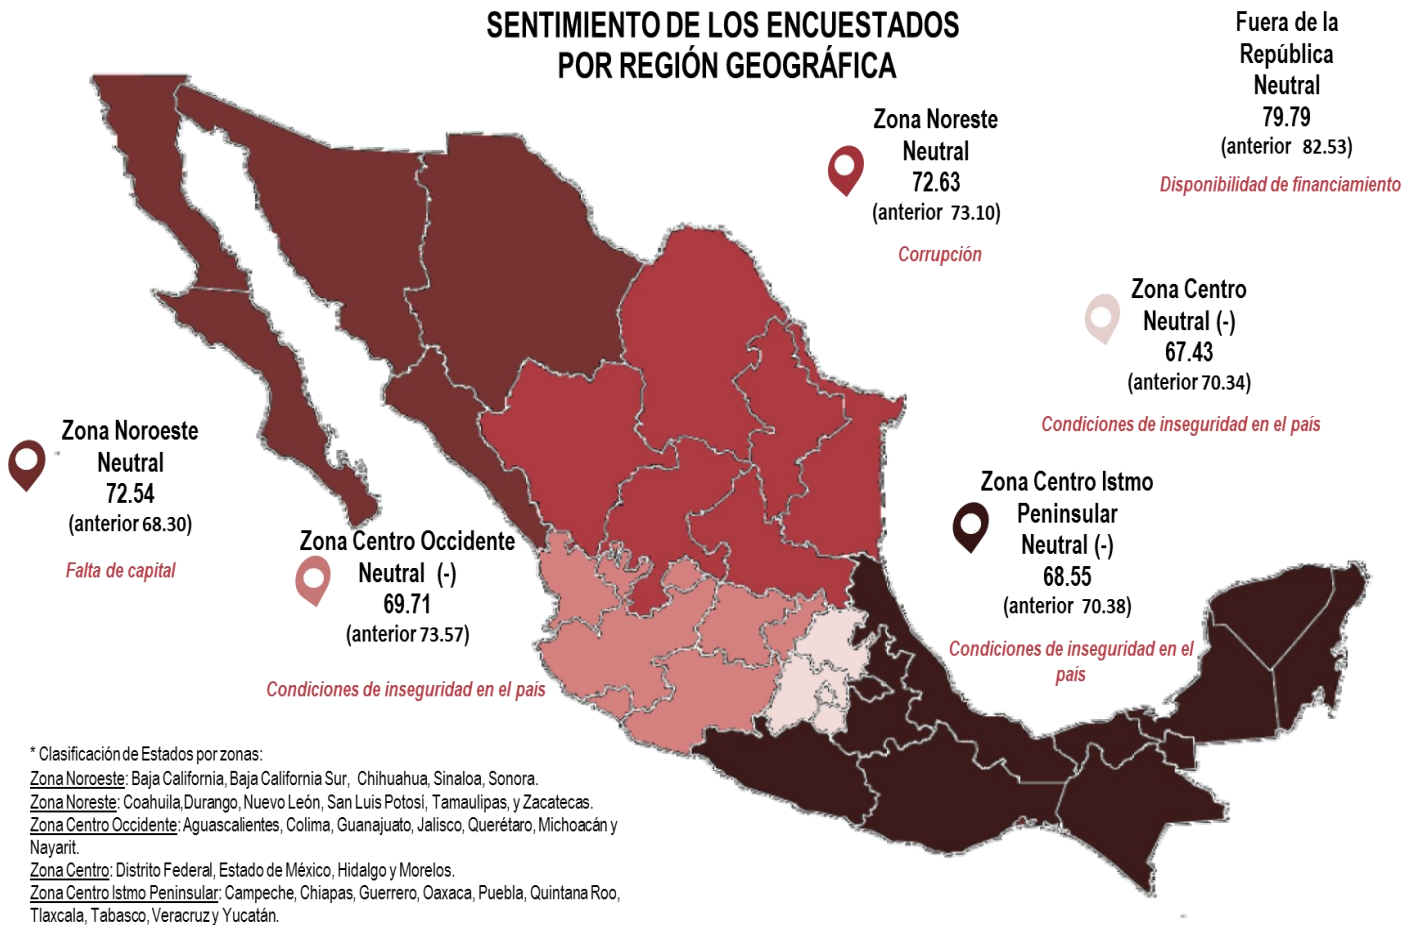 SENTIMIENTO DE LOS ENCUESTADOS
POR REGIÓN GEOGRÁFICA
Fuera de la
República
Neutral
79.79
(anterior 82.53)
Disponibilidad de financiamiento
Zona Noreste
Neutral
72.63
(anterior 73.10)
Corrupción
Zona Centro
Neutral (-)
67.43
(anterior 70.34)
Condiciones de inseguridad en el país
Zona Noroeste
Neutral
72.54
(anterior 68.30)
Falta de capital
Zona Centro Istmo
Peninsular
Neutral (-)
68.55
(anterior 70.38)
Condiciones de inseguridad en el
país
Zona Centro Occidente
Neutral (-)
69.71
(anterior 73.57)
Condiciones de inseguridad en el país
* Clasificación de Estados por zonas:
Zona Noroeste: Baja California, Baja California Sur, Chihuahua, Sinaloa, Sonora.
Zona Noreste: Coahuila,Durango, Nuevo León, San Luis Potosí, Tamaulipas, y Zacatecas.
Zona Centro Occidente: Aguascalientes, Colima, Guanajuato, Jalisco, Querétaro, Michoacán y
Nayarit.
Zona Centro: Distrito Federal, Estado de México, Hidalgo y Morelos.
Zona Centro Istmo Peninsular: Campeche, Chiapas, Guerrero, Oaxaca, Puebla, Quintana Roo,
Tlaxcala, Tabasco, Veracruz y Yucatán.